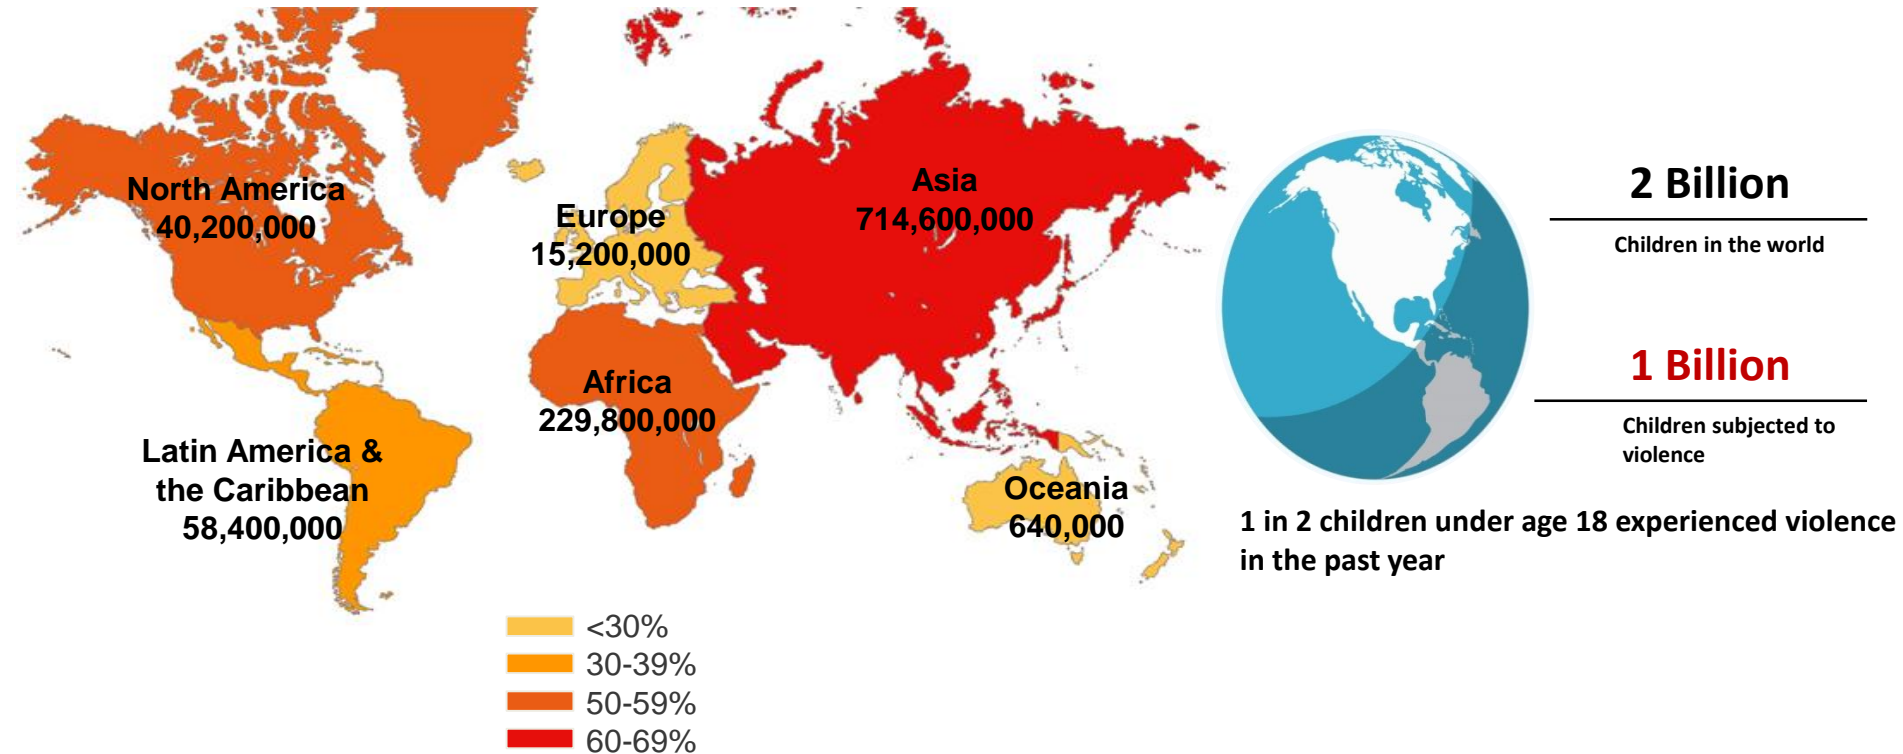 North America
40,200,000
Europe
15,200,000
Asia
714,600,000
Africa
229,800,000
Latin America &
the Caribbean
58,400,000
Oceania
640,000
<30%
30-39%
50-59%
60-69%
2 Billion
Children in the world
1 Billion
Children subjected to
violence
1 in 2 children under age 18 experienced violence
in the past year